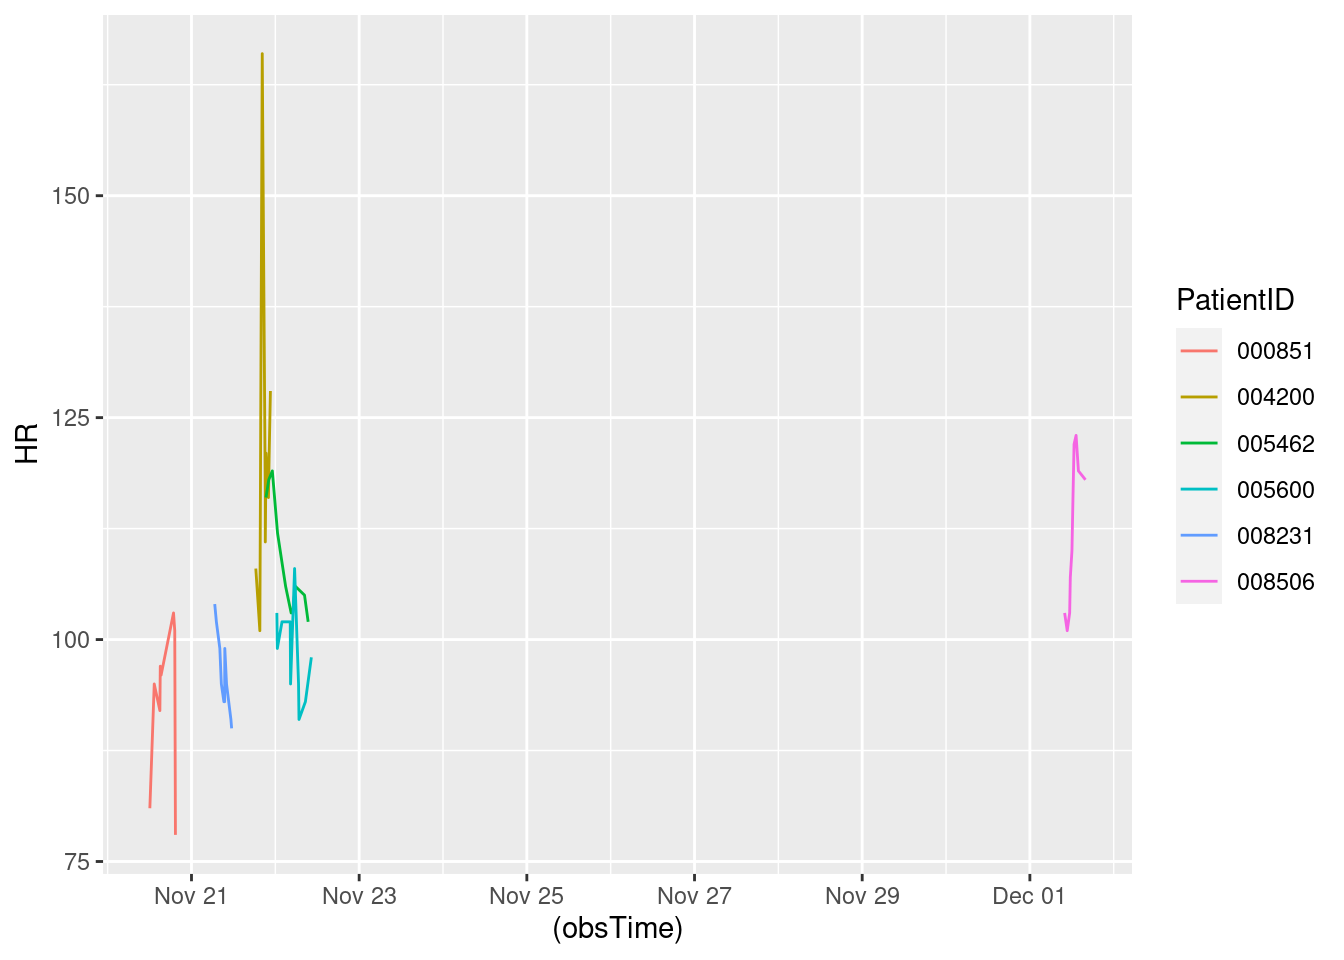 150
125
100
75
HR
Nov 21
Nov 23
Nov 25
Nov 27
Nov 29
Dec 01
(obsTime)
PatientID
000851
004200
005462
005600
008231
008506